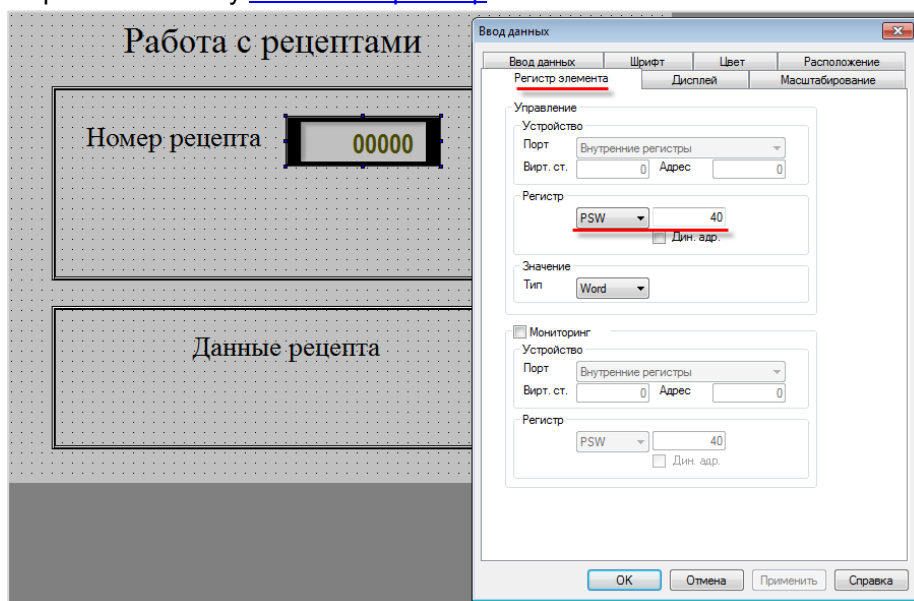 Работа с рецептами
Номер рецепта
00000
Данные рецепта
Ввод данных
Ввод данных Шрифт Цвет Расположение
Регистр элемента Дисплей Масштабирование
Управление
Устройство
Порт Внутренние регистры
Вирт. ст. 0 Адрес 0
Регистр
PSW 40
Дин. адр.
Значение
Тип Word
Мониторинг
Устройство
Порт Внутренние регистры
Вирт. ст. 0 Адрес 0
Регистр
PSW 40
Дин. адр.
OK Отмена Применить Справка